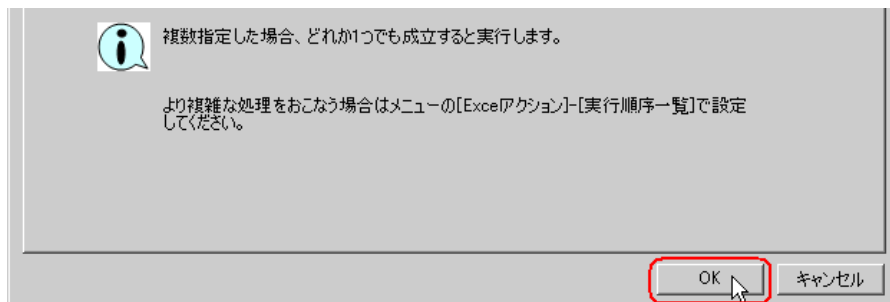 複数指定した場合、どれか1つでも成立すると実行します。
より複雑な処理をおこなう場合はメニューの[Excelアクション]-[実行順序一覧]で設定
してください。
OK
キャンセル